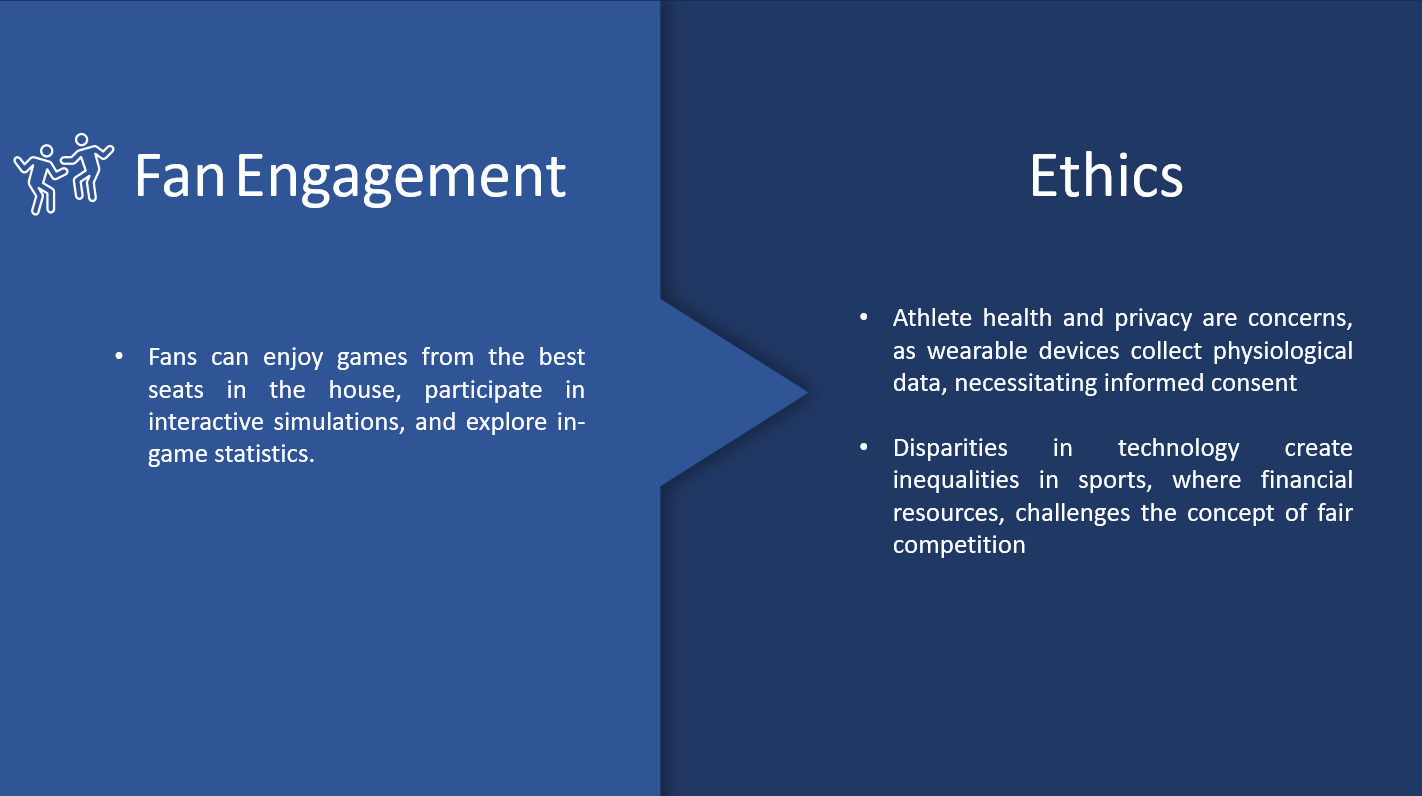 Fan Engagement
• Fans can enjoy games from the best
seats in the house, participate in
interactive simulations, and explore in-
game statistics.
Ethics
• Athlete health and privacy are concerns,
as wearable devices collect physiological
data, necessitating informed consent
• Disparities in technology create
inequalities in sports, where financial
resources, challenges the concept of fair
competition